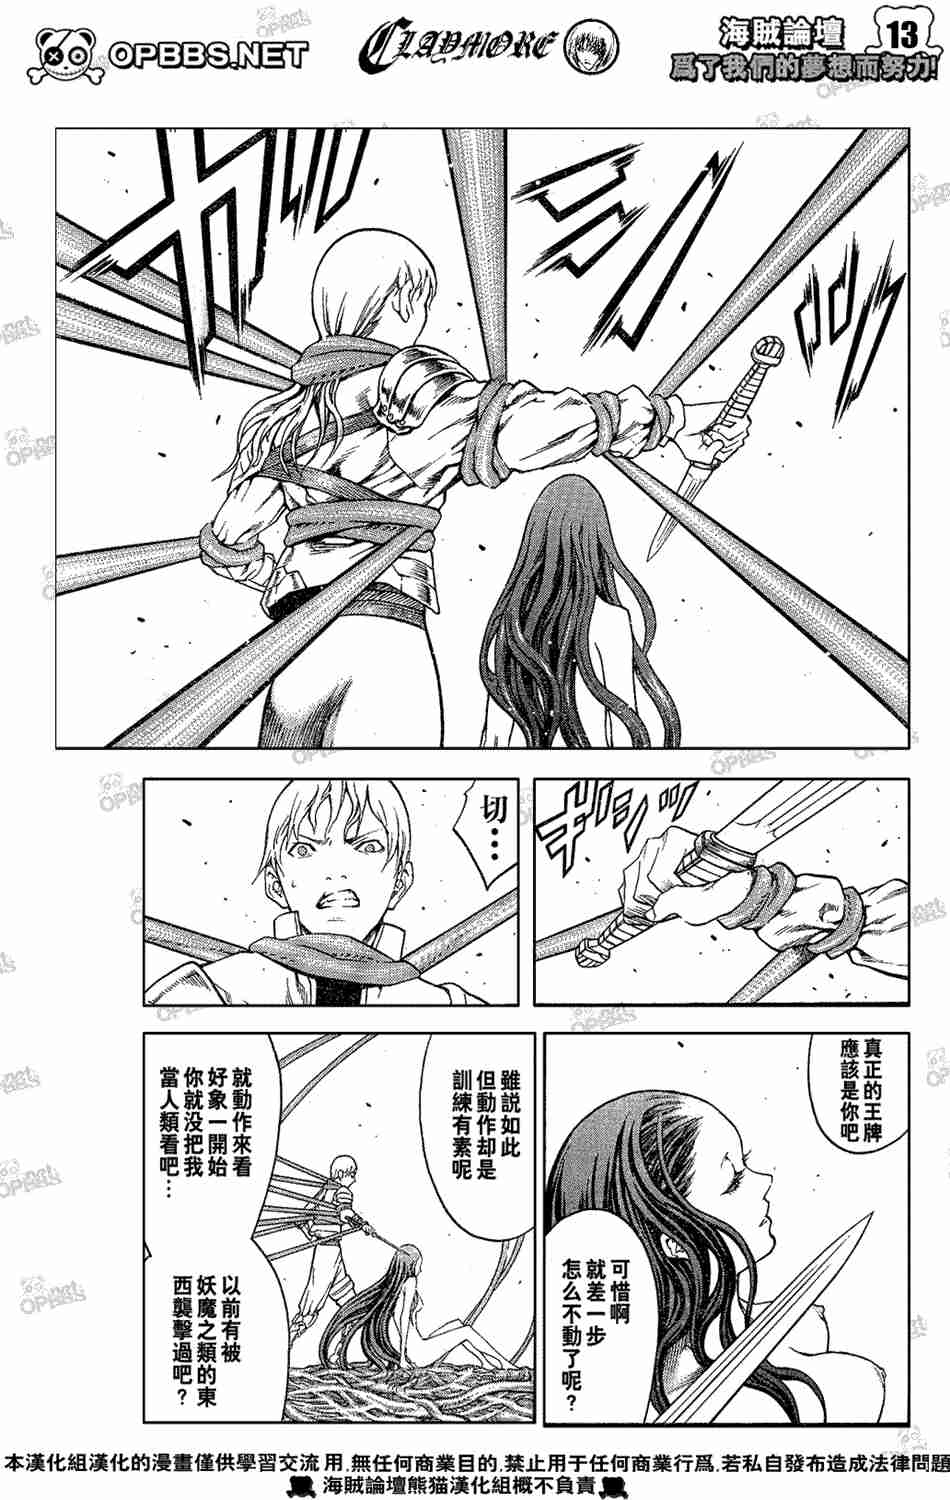 OPBBS.NET
CLAYMORE
海賊論壇
爲了我們的夢想而努力!
13
切…
真正的王牌
應該是你吧
可惜啊
就差一步
怎么不動了呢?
雖説如此
但動作却是
訓練有素呢
就動作來看
好象一開始
你就没把我
當人類看吧…
以前有被
妖魔之類的東
西襲擊過吧?
本漢化組漢化的漫畫僅供學習交流用.無任何商業目的.禁止用于任何商業行爲.若私自發布造成法律問題
海賊論壇熊猫漢化組概不負責